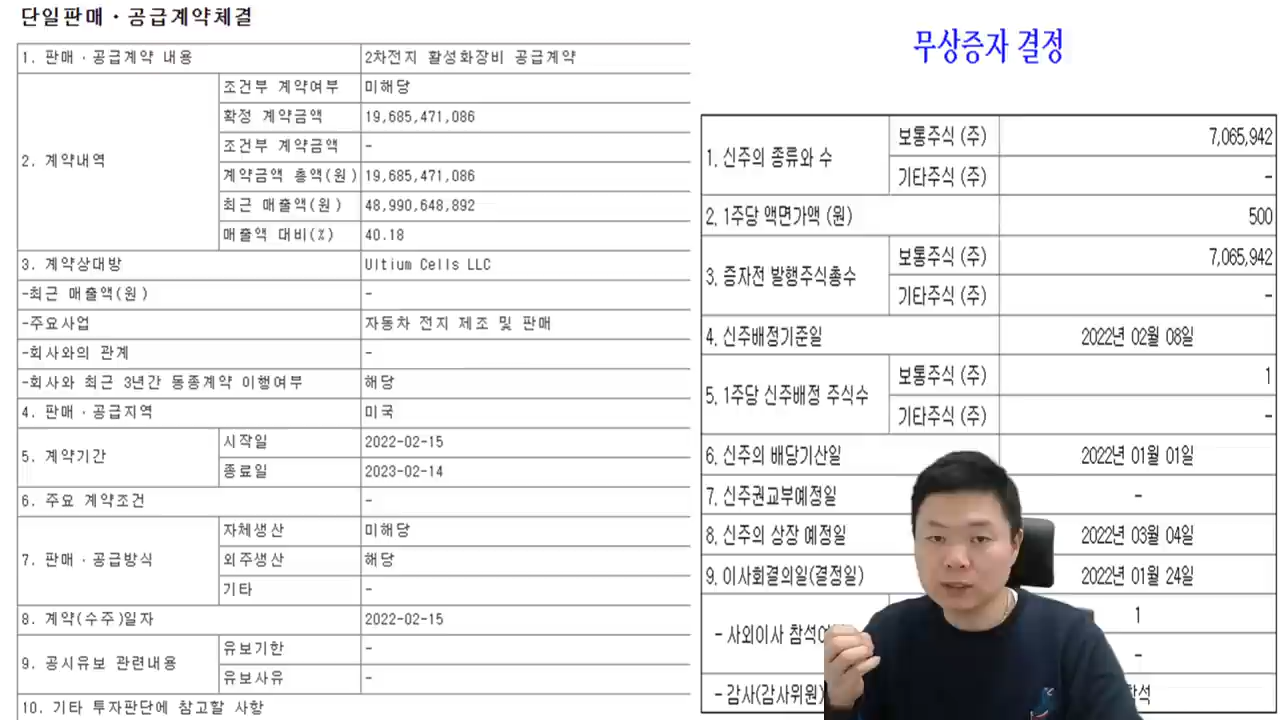 단일판매・공급계약체결
1. 판매・공급계약 내용 2차전지 활성화장비 공급계약
2. 계약내역 조건부 계약여부 미해당
확정 계약금액 19,685,471,086
조건부 계약금액 -
계약금액 총액(원) 19,685,471,086
최근 매출액(원) 48,990,648,892
매출액 대비(%) 40.18
3. 계약상대방 Ultium Cells LLC
-최근 매출액(원) -
-주요사업 자동차 전지 제조 및 판매
-회사와의 관계 -
-회사와 최근 3년간 동종계약 이행여부 해당
4. 판매・공급지역 미국
5. 계약기간 시작일 2022-02-15
종료일 2023-02-14
6. 주요 계약조건 -
7. 판매・공급방식 자체생산 미해당
외주생산 해당
기타 -
8. 계약(수주)일자 2022-02-15
9. 공시유보 관련내용 유보기한 -
유보사유 -
10. 기타 투자판단에 참고할 사항
무상증자 결정
1. 신주의 종류와 수 보통주식 (주) 7,065,942
기타주식 (주) -
2. 1주당 액면가액 (원) 500
3. 증자전 발행주식총수 보통주식 (주) 7,065,942
기타주식 (주) -
4. 신주배정기준일 2022년 02월 08일
5. 1주당 신주배정 주식수 보통주식 (주) 1
기타주식 (주) -
6. 신주의 배당기산일 2022년 01월 01일
7. 신주권교부예정일 -
8. 신주의 상장 예정일 2022년 03월 04일
9. 이사회결의일(결정일) 2022년 01월 24일
- 사외이사 1
-
- 감사(감사위원)